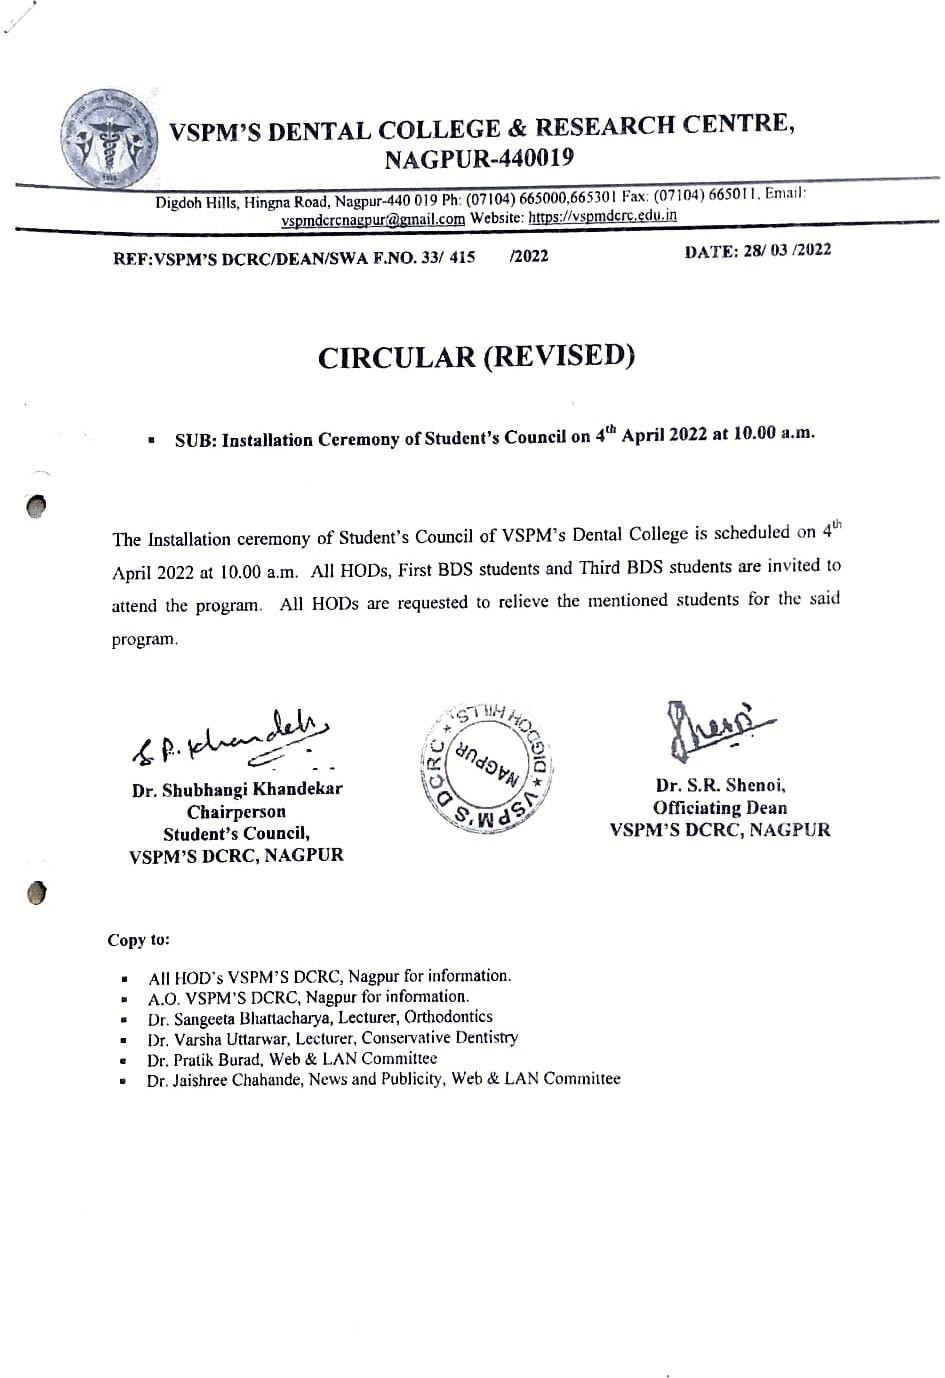 VSPM'S DENTAL COLLEGE & RESEARCH CENTRE,
NAGPUR-440019
Digdoh Hills, Hingna Road, Nagpur-440 019 Ph: (07104) 665000,665301 Fax: (07104) 665011, Email:
vspmdcrcnagpur@gmail.com Website: https://vspmdcrc.edu.in
REF:VSPM'S DCRC/DEAN/SWA F.NO. 33/ 415 /2022 DATE: 28/ 03 /2022
CIRCULAR (REVISED)
▪ SUB: Installation Ceremony of Student's Council on 4th April 2022 at 10.00 a.m.
The Installation ceremony of Student's Council of VSPM's Dental College is scheduled on 4th
April 2022 at 10.00 a.m. All HODs, First BDS students and Third BDS students are invited to
attend the program. All HODs are requested to relieve the mentioned students for the said
program.
S.P. Khandekar
VSPM'S DCRC ★ DIGDOH HILLS. ★
NAGPUR
Shenoi
Dr. Shubhangi Khandekar
Chairperson
Student's Council,
VSPM'S DCRC, NAGPUR
Dr. S.R. Shenoi,
Officiating Dean
VSPM'S DCRC, NAGPUR
Copy to:
▪ All HOD's VSPM'S DCRC, Nagpur for information.
▪ A.O. VSPM'S DCRC, Nagpur for information.
▪ Dr. Sangeeta Bhattacharya, Lecturer, Orthodontics
▪ Dr. Varsha Uttarwar, Lecturer, Conservative Dentistry
▪ Dr. Pratik Burad, Web & LAN Committee
▪ Dr. Jaishree Chahande, News and Publicity, Web & LAN Committee